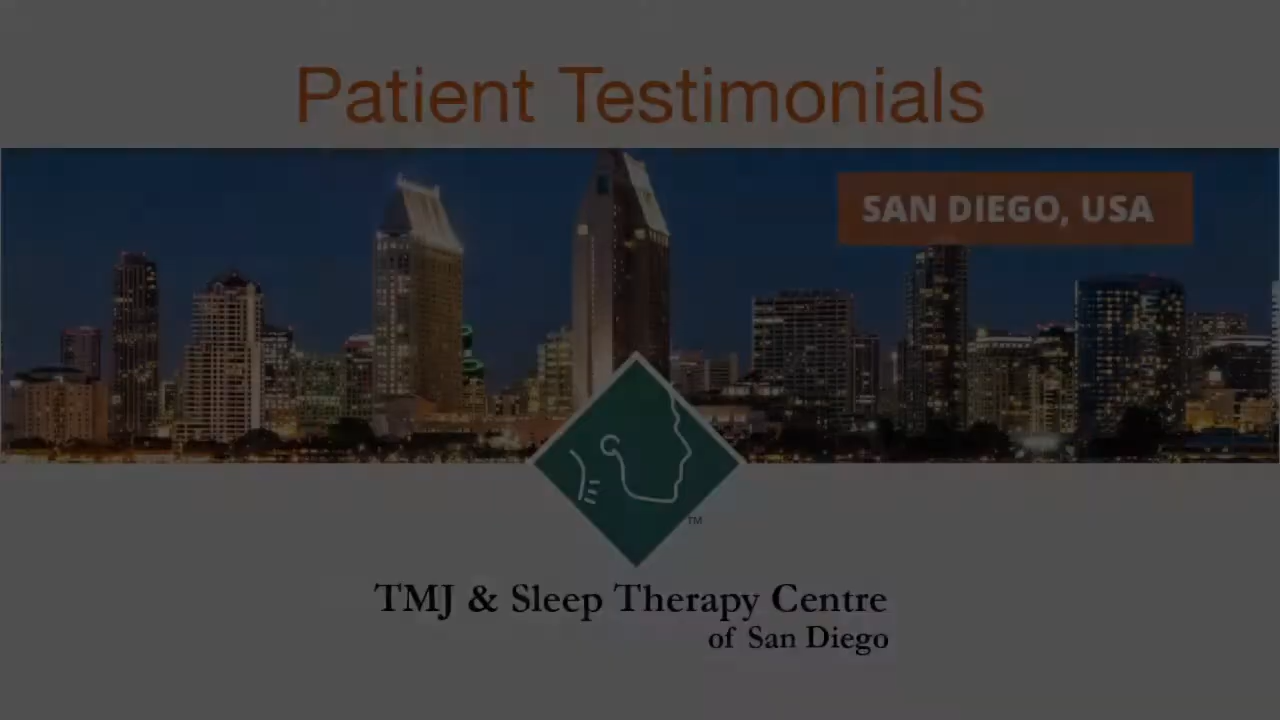 Patient Testimonials
SAN DIEGO, USA
TM
TMJ & Sleep Therapy Centre
of San Diego